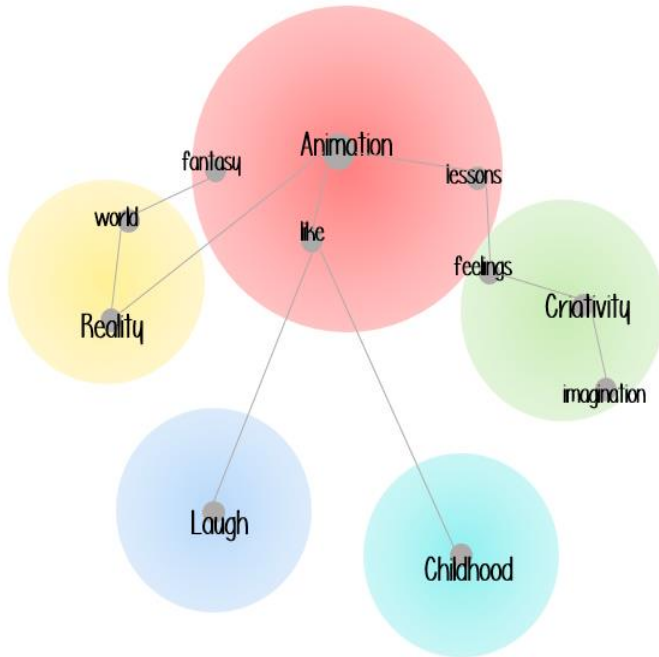 Animation
fantasy
lessons
world
like
feelings
Criativity
Reality
imagination
Laugh
Childhood